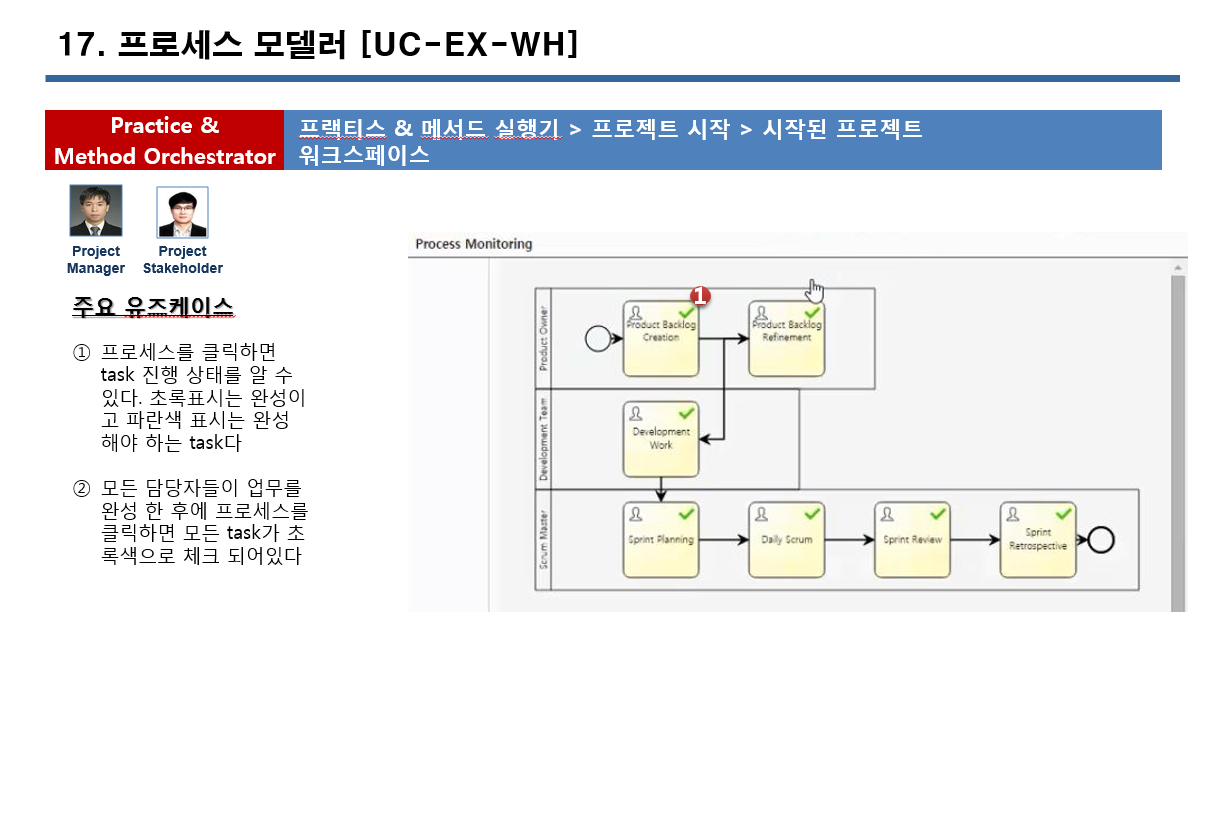 17. 프로세스 모델러 [UC-EX-WH]
Practice &
Method Orchestrator
프랙티스 & 메서드 실행기 > 프로젝트 시작 > 시작된 프로젝트
워크스페이스
Project
Manager
Project
Stakeholder
주요 유즈케이스
① 프로세스를 클릭하면
task 진행 상태를 알 수
있다. 초록표시는 완성이
고 파란색 표시는 완성
해야 하는 task다
② 모든 담당자들이 업무를
완성 한 후에 프로세스를
클릭하면 모든 task가 초
록색으로 체크 되어있다
Process Monitoring
1
Product Owner
Product Backlog
Creation
Product Backlog
Refinement
Development Team
Development
Work
Scrum Master
Sprint Planning
Daily Scrum
Sprint Review
Sprint
Retrospective